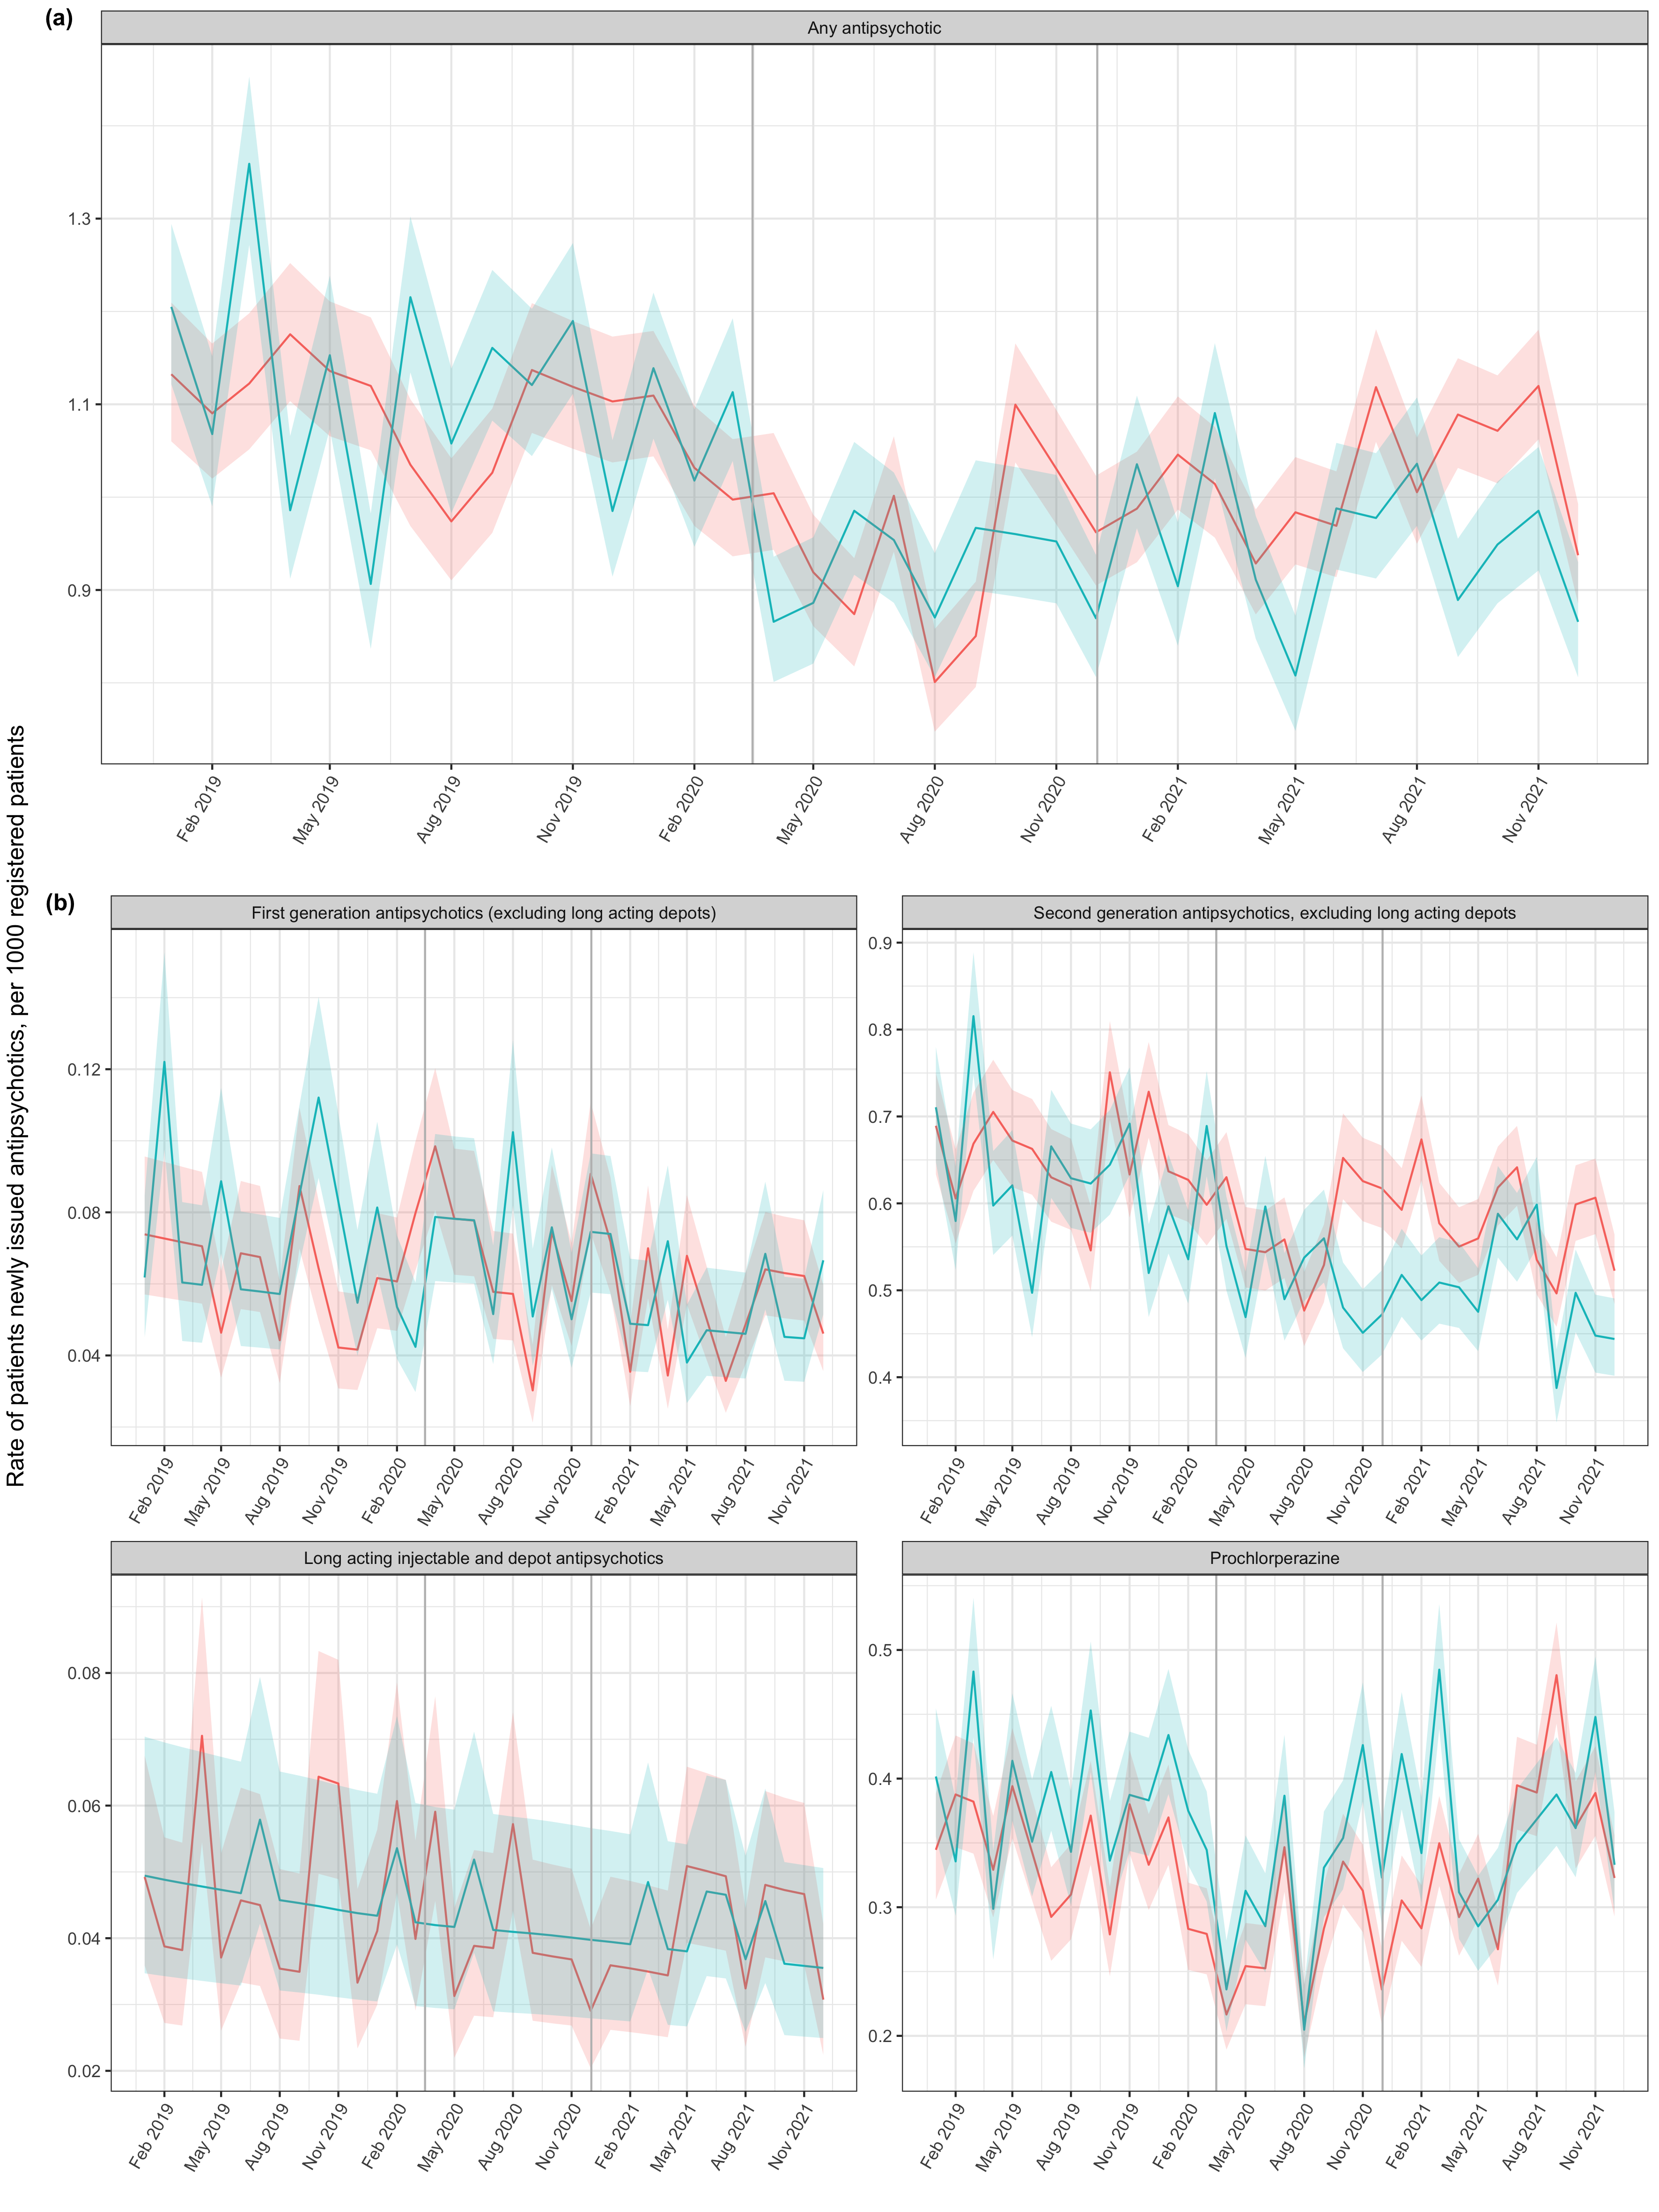 (a)
Any antipsychotic
Rate of patients newly issued antipsychotics, per 1000 registered patients
1.3
1.1
0.9
Feb 2019
May 2019
Aug 2019
Nov 2019
Feb 2020
May 2020
Aug 2020
Nov 2020
Feb 2021
May 2021
Aug 2021
Nov 2021
(b)
First generation antipsychotics (excluding long acting depots)
0.12
0.08
0.04
Feb 2019
May 2019
Aug 2019
Nov 2019
Feb 2020
May 2020
Aug 2020
Nov 2020
Feb 2021
May 2021
Aug 2021
Nov 2021
Second generation antipsychotics, excluding long acting depots
0.9
0.8
0.7
0.6
0.5
0.4
Feb 2019
May 2019
Aug 2019
Nov 2019
Feb 2020
May 2020
Aug 2020
Nov 2020
Feb 2021
May 2021
Aug 2021
Nov 2021
Long acting injectable and depot antipsychotics
0.08
0.06
0.04
0.02
Feb 2019
May 2019
Aug 2019
Nov 2019
Feb 2020
May 2020
Aug 2020
Nov 2020
Feb 2021
May 2021
Aug 2021
Nov 2021
Prochlorperazine
0.5
0.4
0.3
0.2
Feb 2019
May 2019
Aug 2019
Nov 2019
Feb 2020
May 2020
Aug 2020
Nov 2020
Feb 2021
May 2021
Aug 2021
Nov 2021